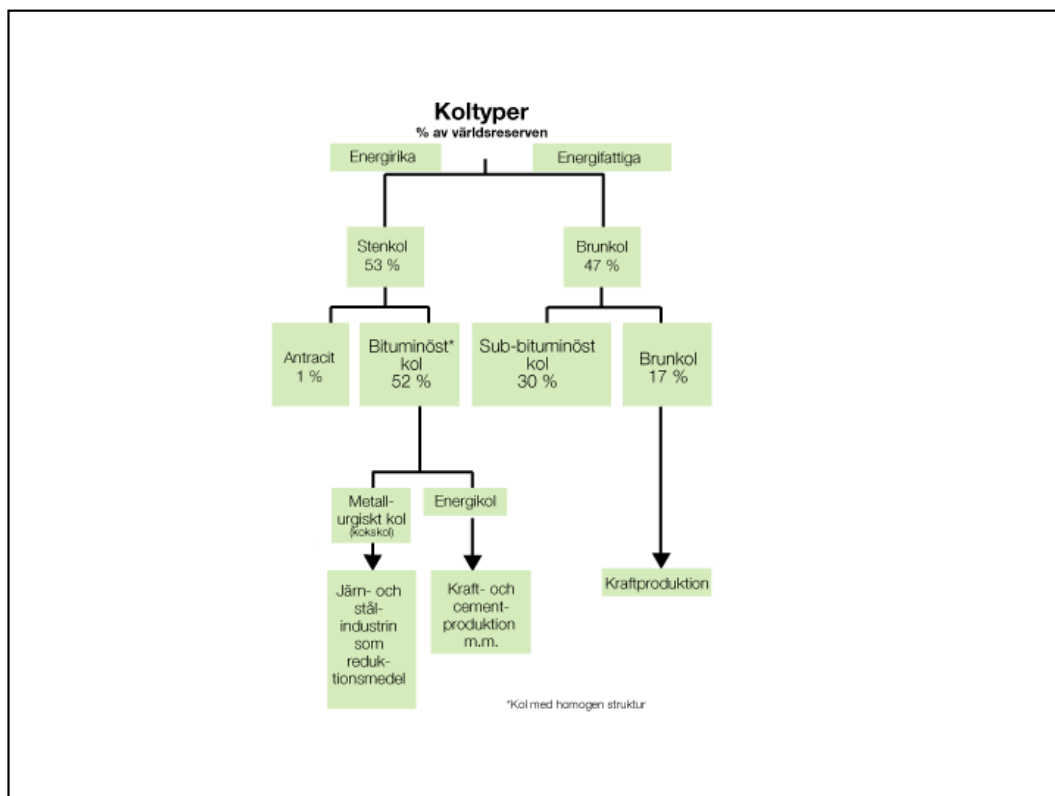 Koltyper
% av världsreserven
Energirika
Energifattiga
Stenkol
53 %
Brunkol
47 %
Antracit
1 %
Bituminöst*
kol
52 %
Sub-bituminöst
kol
30 %
Brunkol
17 %
Metall-
urgiskt kol
(kokskol)
Energikol
Järn- och
stål-
industrin
som
reduk-
tionsmedel
Kraft- och
cement-
produktion
m.m.
Kraftproduktion
*Kol med homogen struktur